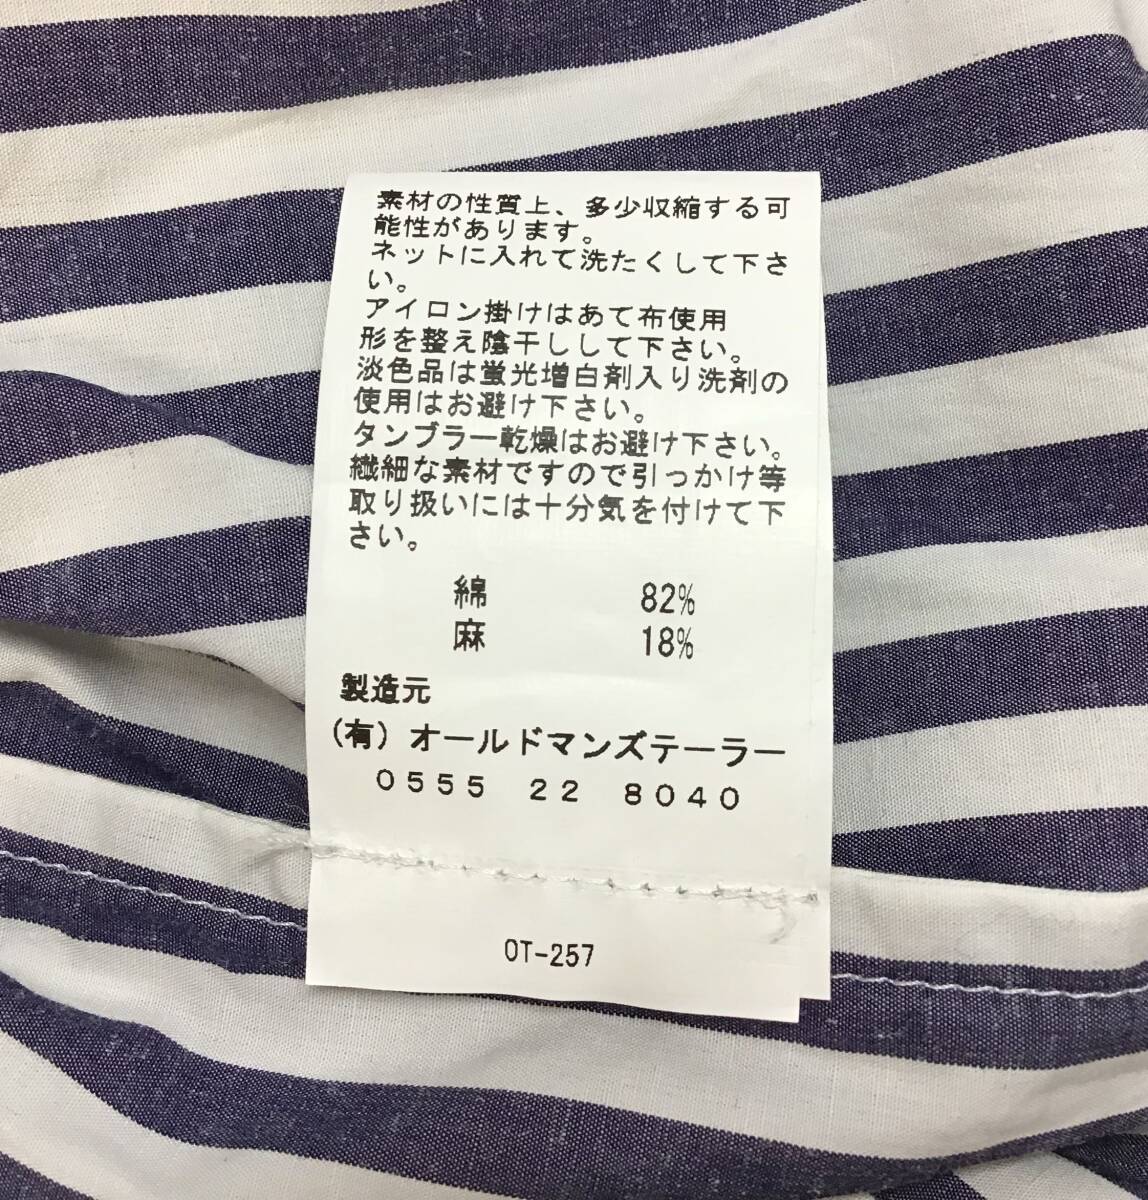 素材の性質上、多少収縮する可
能性があります。
ネットに入れて洗たくして下さ
い。
アイロン掛けはあて布使用
形を整え陰干しして下さい。
淡色品は蛍光増白剤入り洗剤の
使用はお避け下さい。
タンブラー乾燥はお避け下さい。
繊細な素材ですので引っかけ等
取り扱いには十分気を付けて下
さい。
綿 82%
麻 18%
製造元
(有)オールドマンズテーラー
0555 22 8040
OT-257